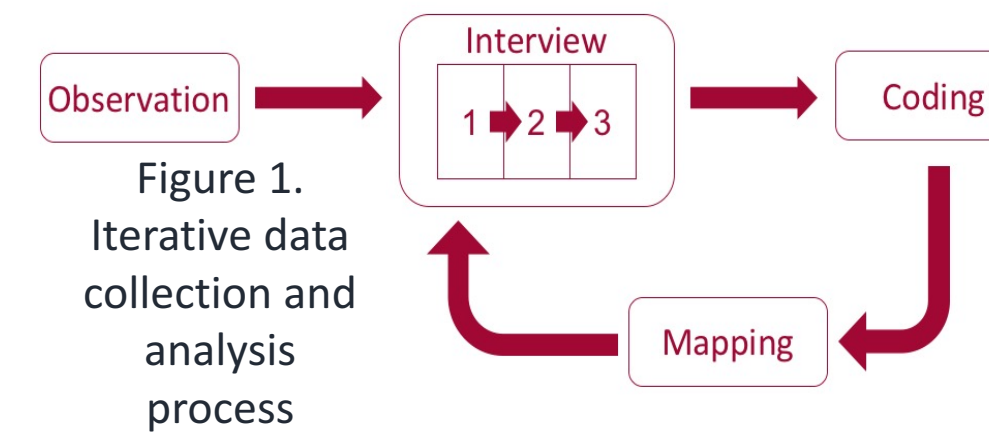 Interview
Observation
1 2 3
Coding
Figure 1.
Iterative data
collection and
analysis
process
Mapping